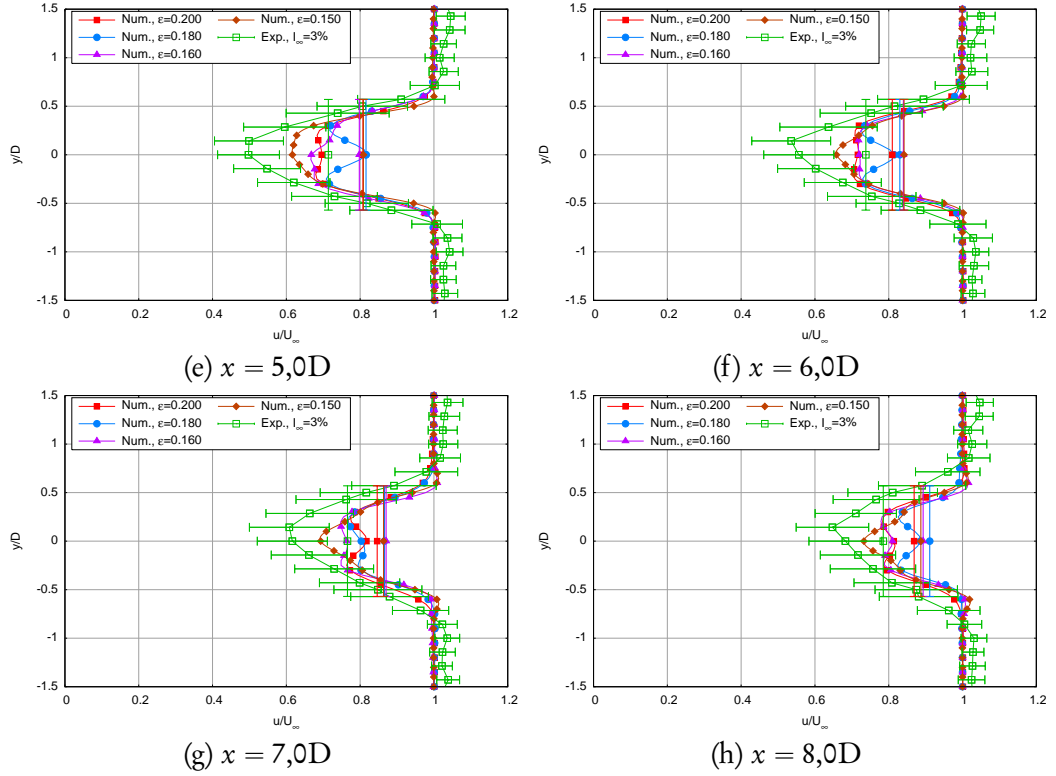 1.5
1
0.5
0
-0.5
-1
-1.5
y/D
Num., ε=0.200
Num., ε=0.180
Num., ε=0.160
Num., ε=0.150
Exp., I∞=3%
0 0.2 0.4 0.6 0.8 1 1.2
u/U∞
(e) x = 5,0D
1.5
1
0.5
0
-0.5
-1
-1.5
y/D
Num., ε=0.200
Num., ε=0.180
Num., ε=0.160
Num., ε=0.150
Exp., I∞=3%
0 0.2 0.4 0.6 0.8 1 1.2
u/U∞
(f) x = 6,0D
1.5
1
0.5
0
-0.5
-1
-1.5
y/D
Num., ε=0.200
Num., ε=0.180
Num., ε=0.160
Num., ε=0.150
Exp., I∞=3%
0 0.2 0.4 0.6 0.8 1 1.2
u/U∞
(g) x = 7,0D
1.5
1
0.5
0
-0.5
-1
-1.5
y/D
Num., ε=0.200
Num., ε=0.180
Num., ε=0.160
Num., ε=0.150
Exp., I∞=3%
0 0.2 0.4 0.6 0.8 1 1.2
u/U∞
(h) x = 8,0D